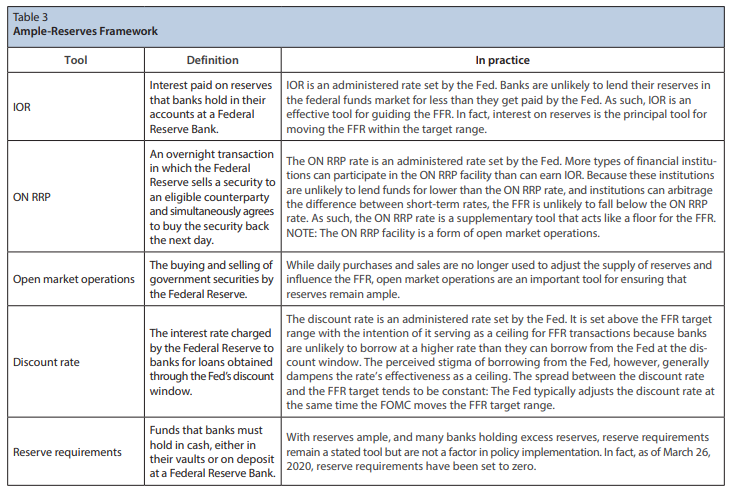 Table 3
Ample-Reserves Framework
Tool
Definition
In practice
IOR
Interest paid on reserves
that banks hold in their
accounts at a Federal
Reserve Bank.
IOR is an administered rate set by the Fed. Banks are unlikely to lend their reserves in
the federal funds market for less than they get paid by the Fed. As such, IOR is an
effective tool for guiding the FFR. In fact, interest on reserves is the principal tool for
moving the FFR within the target range.
ON RRP
An overnight transaction
in which the Federal
Reserve sells a security to
an eligible counterparty
and simultaneously agrees
to buy the security back
the next day.
The ON RRP rate is an administered rate set by the Fed. More types of financial institu-
tions can participate in the ON RRP facility than can earn IOR. Because these institutions
are unlikely to lend funds for lower than the ON RRP rate, and institutions can arbitrage
the difference between short-term rates, the FFR is unlikely to fall below the ON RRP
rate. As such, the ON RRP rate is a supplementary tool that acts like a floor for the FFR.
NOTE: The ON RRP facility is a form of open market operations.
Open market operations
The buying and selling of
government securities by
the Federal Reserve.
While daily purchases and sales are no longer used to adjust the supply of reserves and
influence the FFR, open market operations are an important tool for ensuring that
reserves remain ample.
Discount rate
The interest rate charged
by the Federal Reserve to
banks for loans obtained
through the Fed's discount
window.
The discount rate is an administered rate set by the Fed. It is set above the FFR target
range with the intention of it serving as a ceiling for FFR transactions because banks
are unlikely to borrow at a higher rate than they can borrow from the Fed at the dis-
count window. The perceived stigma of borrowing from the Fed, however, generally
dampens the rate's effectiveness as a ceiling. The spread between the discount rate
and the FFR target tends to be constant: The Fed typically adjusts the discount rate at
the same time the FOMC moves the FFR target range.
Reserve requirements
Funds that banks must
hold in cash, either in
their vaults or on deposit
at a Federal Reserve Bank.
With reserves ample, and many banks holding excess reserves, reserve requirements
remain a stated tool but are not a factor in policy implementation. In fact, as of March 26,
2020, reserve requirements have been set to zero.